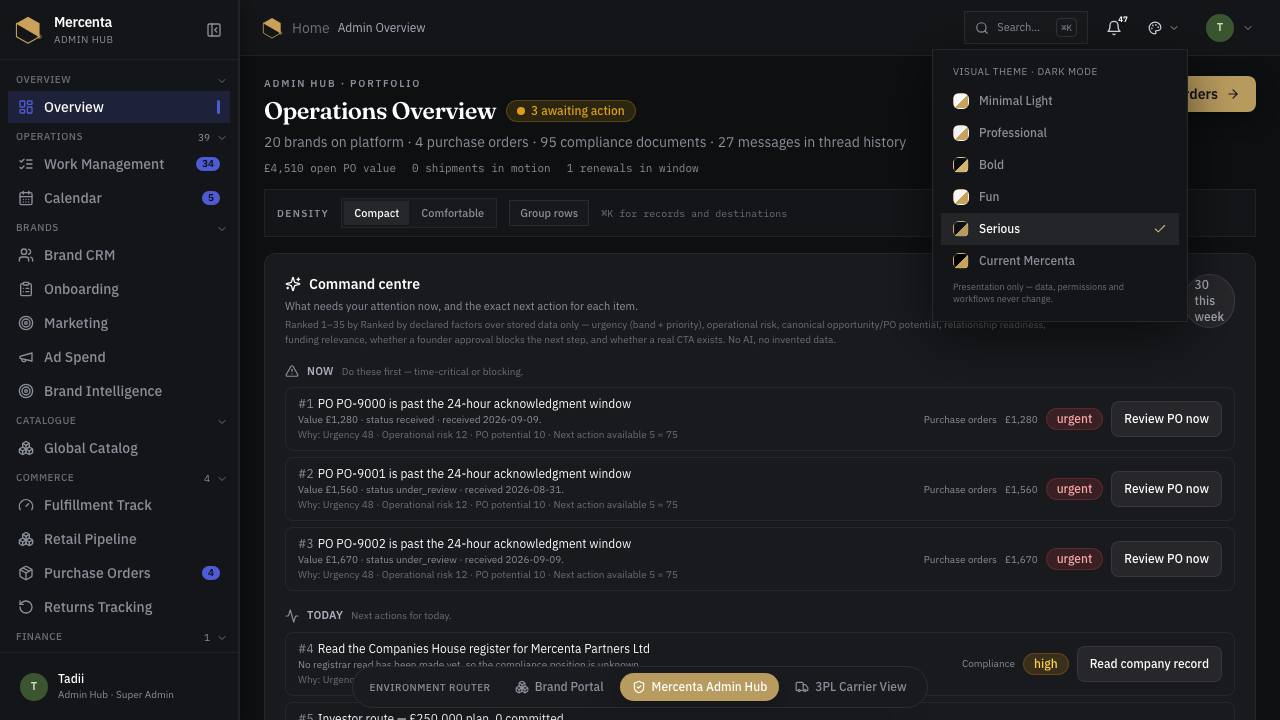 Mercenta
ADMIN HUB
OVERVIEW
Overview
OPERATIONS 39
Work Management 34
Calendar 5
BRANDS
Brand CRM
Onboarding
Marketing
Ad Spend
Brand Intelligence
CATALOGUE
Global Catalog
COMMERCE 4
Fulfillment Track
Retail Pipeline
Purchase Orders 4
Returns Tracking
FINANCE 1
T
Tadii
Admin Hub · Super Admin
Home Admin Overview
Search... ⌘K
47
T
ADMIN HUB · PORTFOLIO
Operations Overview 3 awaiting action
20 brands on platform · 4 purchase orders · 95 compliance documents · 27 messages in thread history
£4,510 open PO value 0 shipments in motion 1 renewals in window
DENSITY Compact Comfortable Group rows ⌘K for records and destinations
VISUAL THEME · DARK MODE
Minimal Light
Professional
Bold
Fun
Serious
Current Mercenta
Presentation only — data, permissions and
workflows never change.
Command centre
30
this
week
What needs your attention now, and the exact next action for each item.
Ranked 1–35 by Ranked by declared factors over stored data only — urgency (band + priority), operational risk, canonical opportunity/PO potential, relationship readiness,
funding relevance, whether a founder approval blocks the next step, and whether a real CTA exists. No AI, no invented data.
NOW Do these first — time-critical or blocking.
#1 PO PO-9000 is past the 24-hour acknowledgment window
Value £1,280 · status received · received 2026-09-09.
Why: Urgency 48 · Operational risk 12 · PO potential 10 · Next action available 5 = 75
Purchase orders £1,280 urgent Review PO now
#2 PO PO-9001 is past the 24-hour acknowledgment window
Value £1,560 · status under_review · received 2026-08-31.
Why: Urgency 48 · Operational risk 12 · PO potential 10 · Next action available 5 = 75
Purchase orders £1,560 urgent Review PO now
#3 PO PO-9002 is past the 24-hour acknowledgment window
Value £1,670 · status under_review · received 2026-09-09.
Why: Urgency 48 · Operational risk 12 · PO potential 10 · Next action available 5 = 75
Purchase orders £1,670 urgent Review PO now
TODAY Next actions for today.
#4 Read the Companies House register for Mercenta Partners Ltd
No registrar read has been made yet, so the compliance position is unknown.
Compliance high Read company record
#5 Investor route — £250,000 plan, 0 committed
ENVIRONMENT ROUTER Brand Portal Mercenta Admin Hub 3PL Carrier View